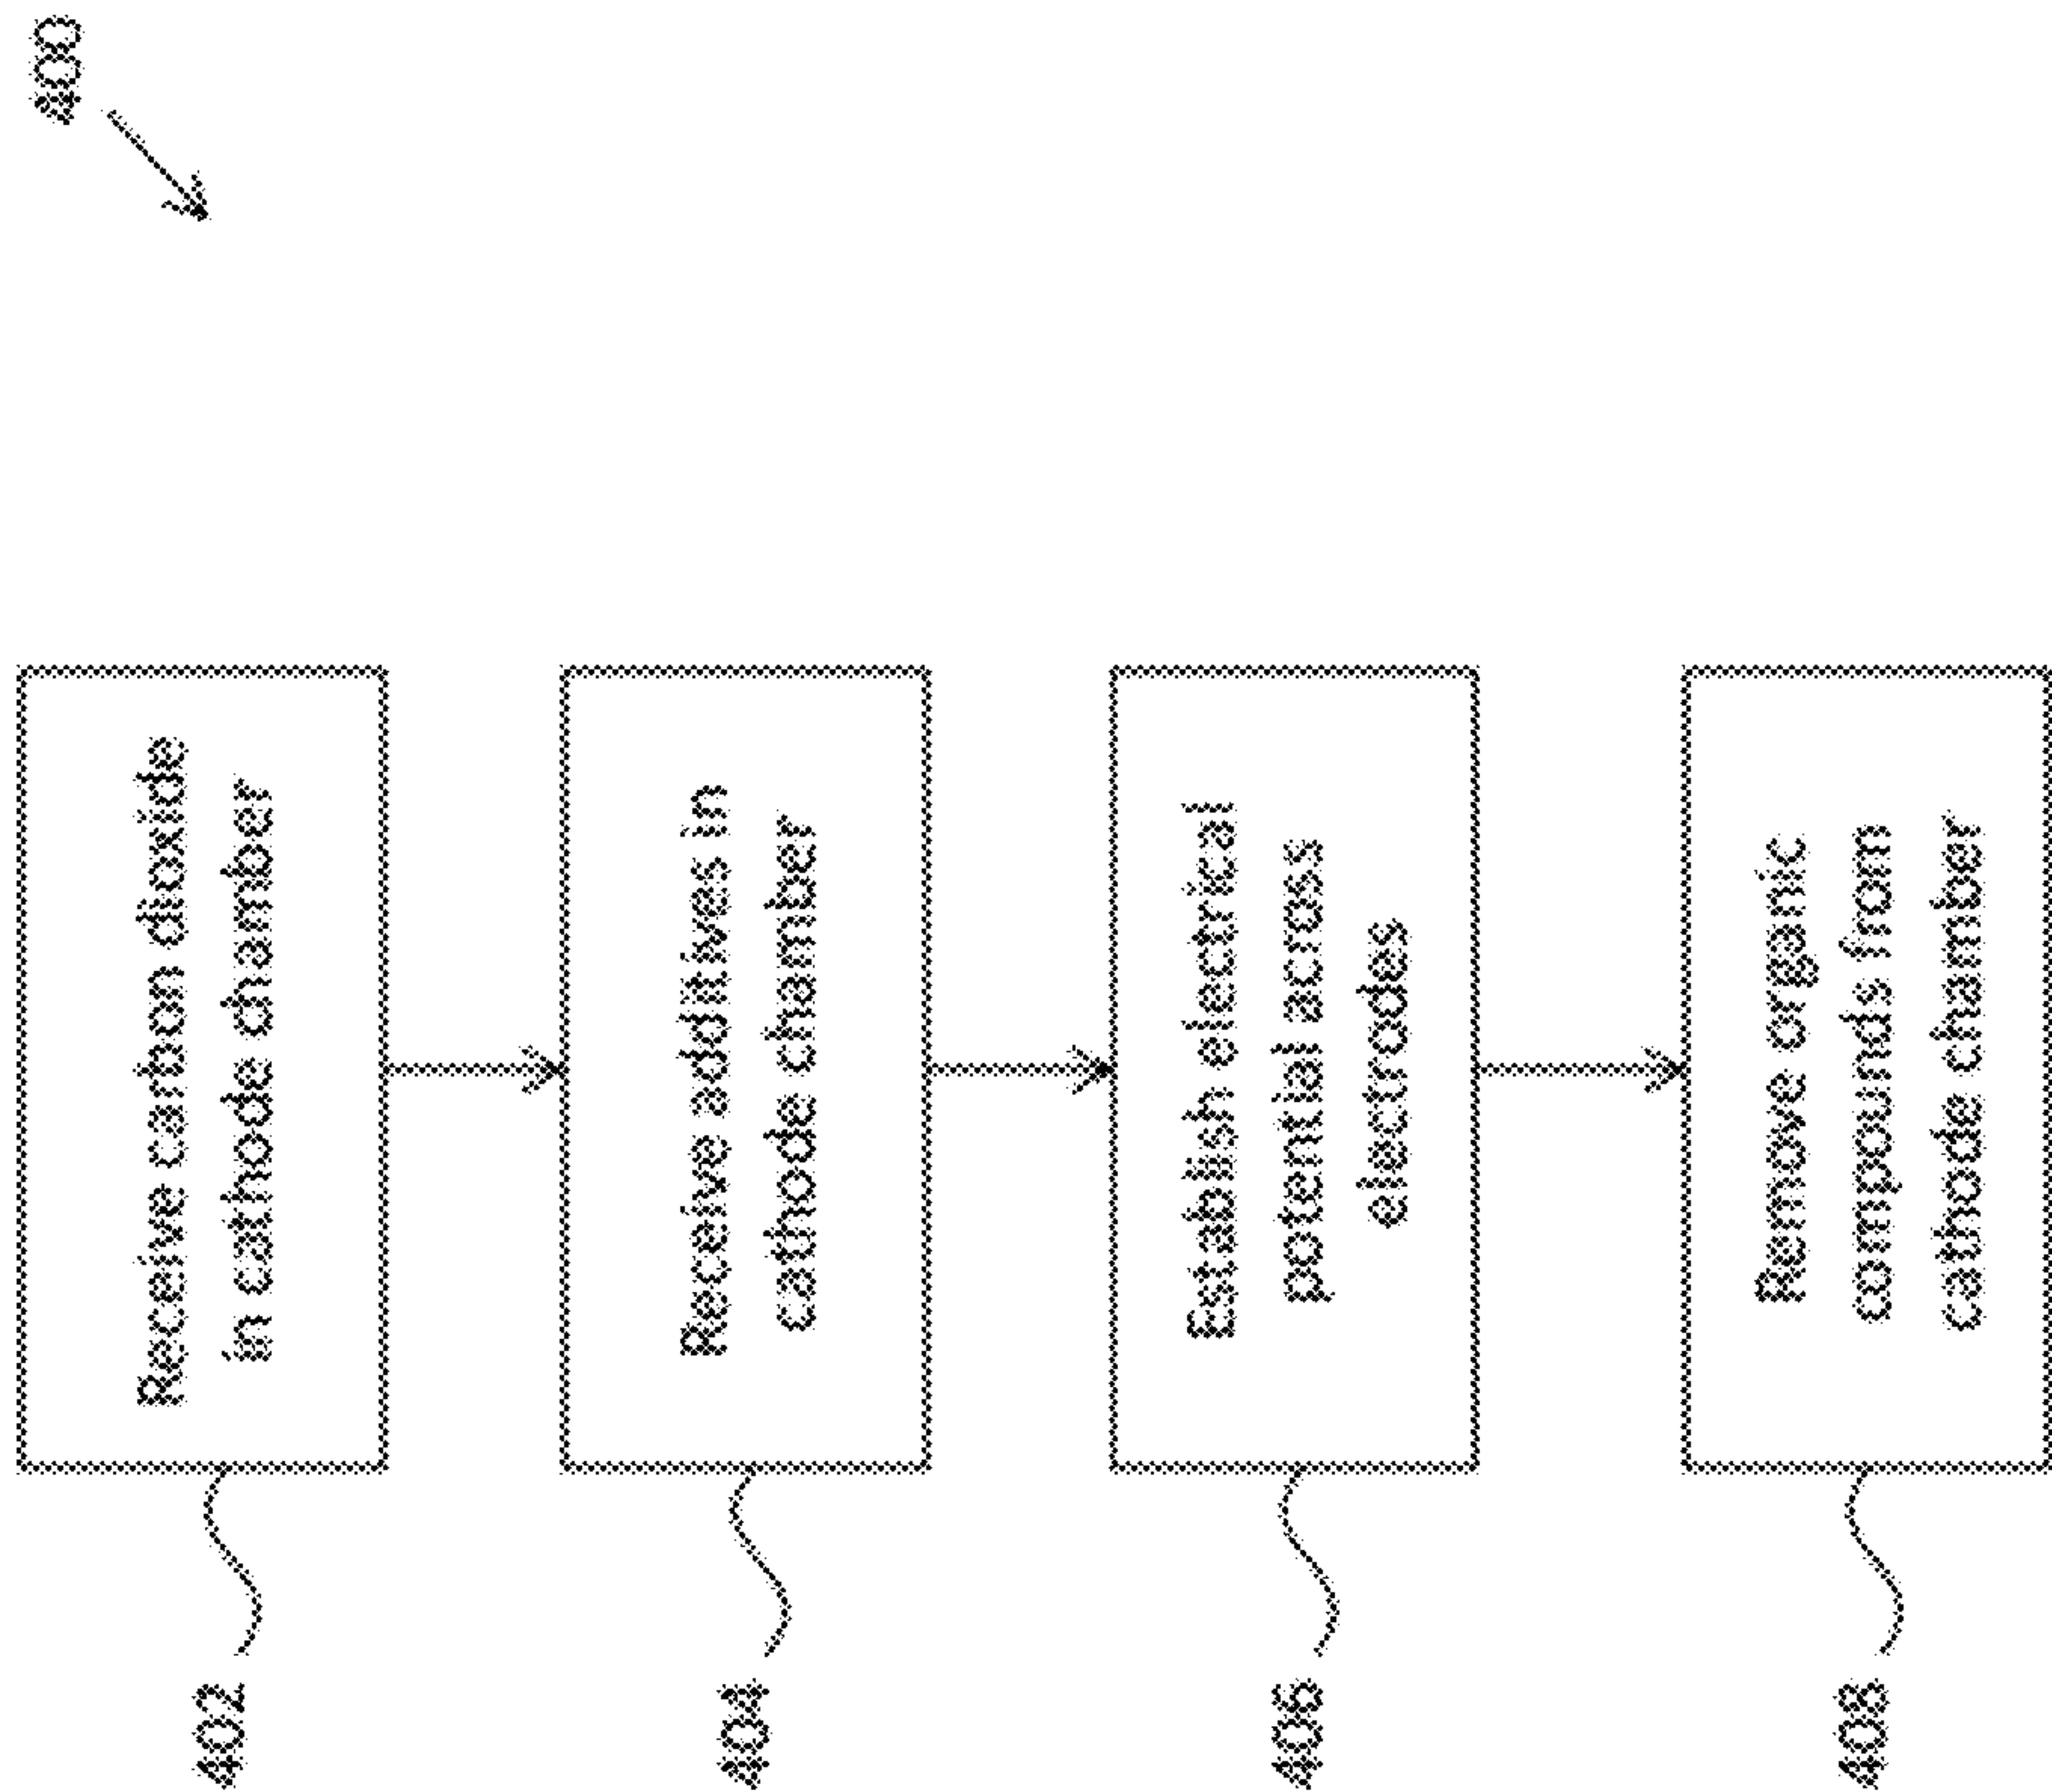 400
402
Receive carbon dioxide
in cathode chamber
404
Receive additives in
cathode chamber
406
Establish electrical
potential across
electrodes
408
Remove organic
compounds from
cathode chamber